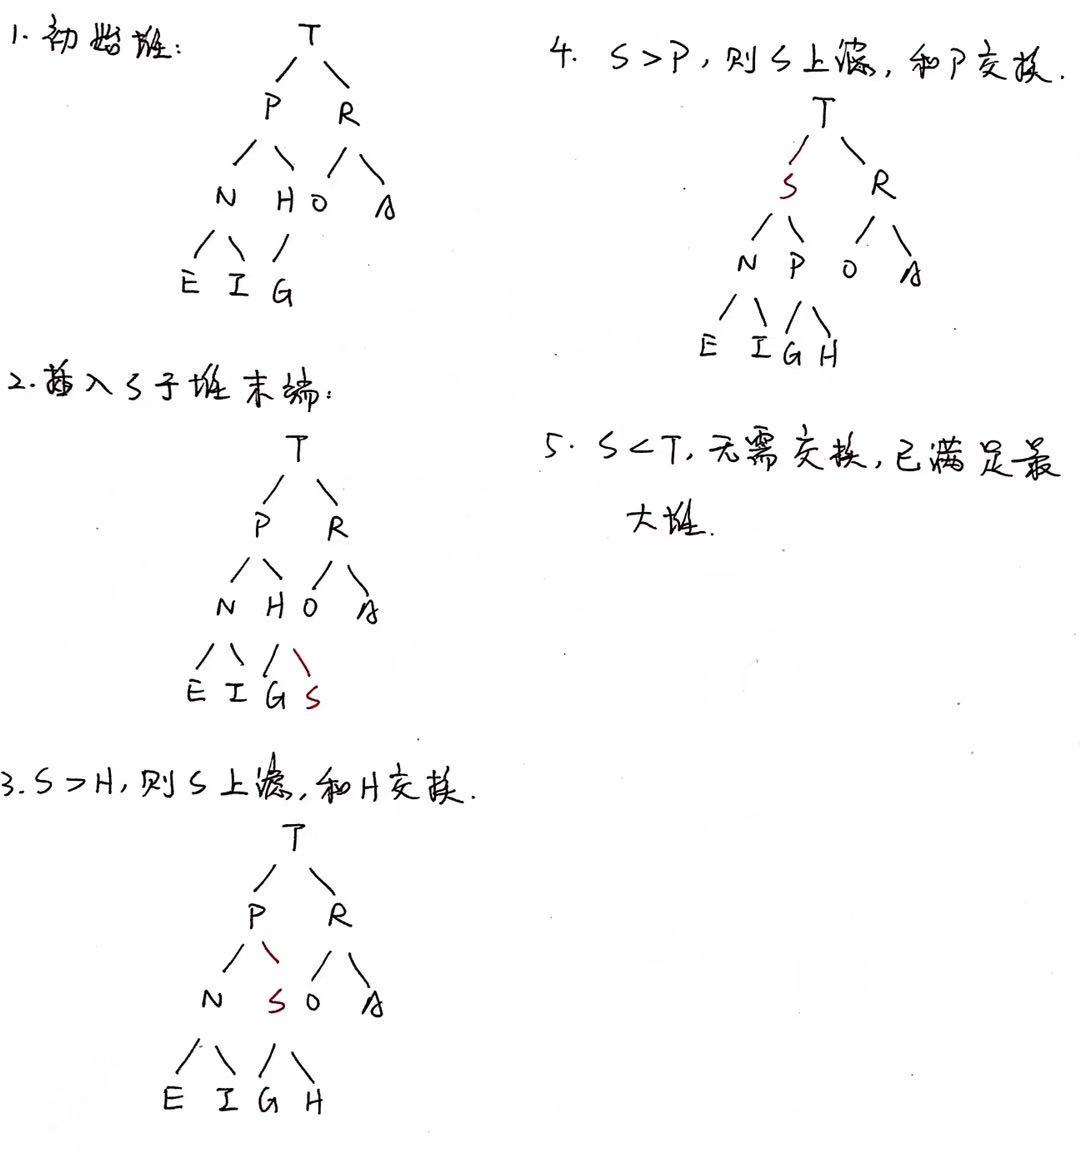 1. 初始堆:
T
P R
N H O A
E I G
2. 插入S于堆末端:
T
P R
N H O A
E I G S
3. S>H, 则S上滤, 和H交换.
T
P R
N S O A
E I G H
4. S>P, 则S上滤, 和P交换.
T
S R
N P O A
E I G H
5. S<T, 无需交换, 已满足最
大堆.